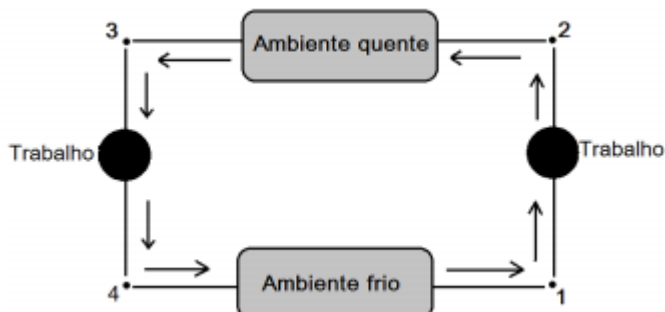 3
2
Ambiente quente
Trabalho
Trabalho
Ambiente frio
4
1